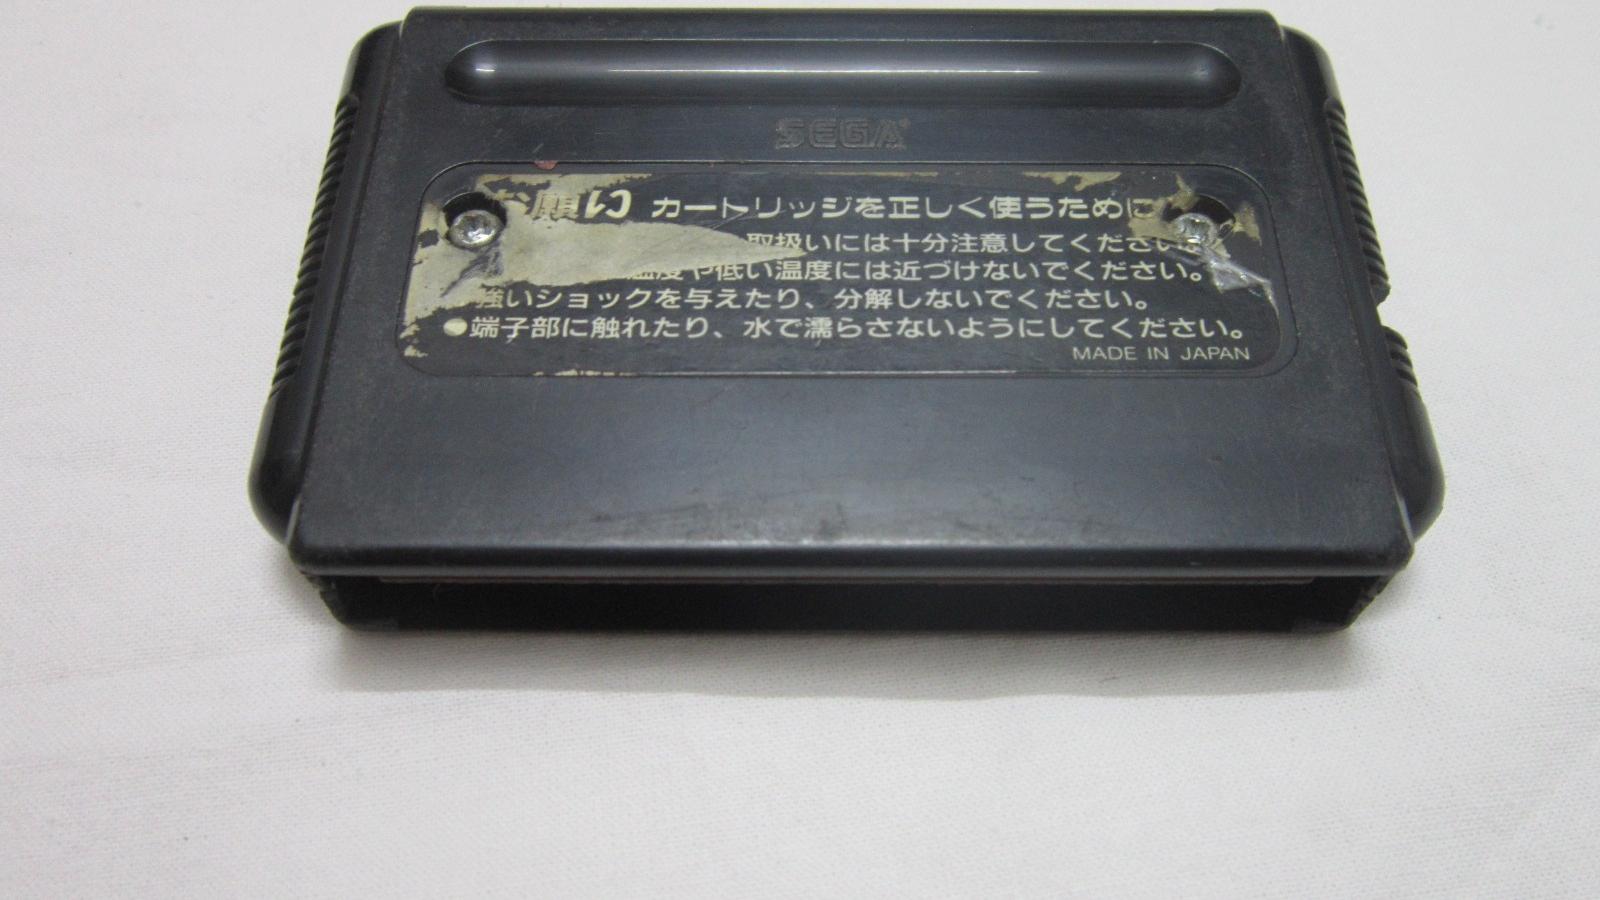 SEGA
お願い カートリッジを正しく使うために
取扱いには十分注意してください。
温度や低い温度には近づけないでください。
強いショックを与えたり、分解しないでください。
●端子部に触れたり、水で濡らさないようにしてください。
MADE IN JAPAN